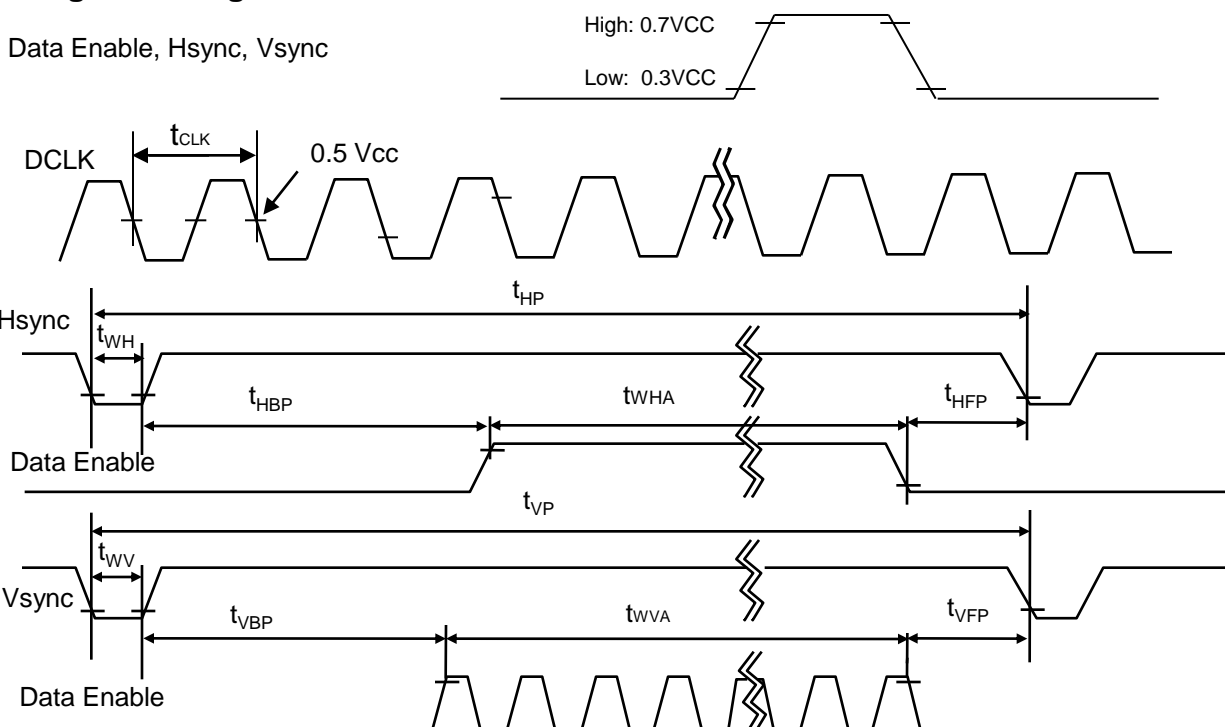 High: 0.7VCC
Data Enable, Hsync, Vsync
Low: 0.3VCC
tCLK
DCLK
0.5 Vcc
tHP
Hsync
tWH
tHBP
tWHA
tHFP
Data Enable
tVP
tWV
Vsync
tVBP
tWVA
tVFP
Data Enable